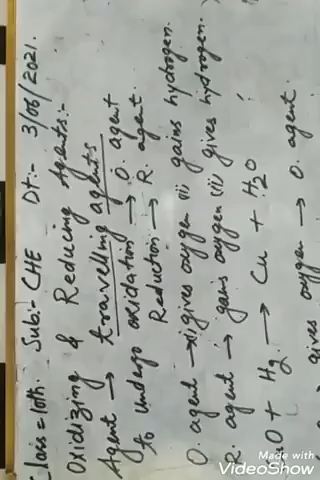 Class=10th. Sub:- CHE Dt:- 3/06/2021.
Oxidizing & Reducing Agents:-
Agent → travelling agents
to undago oxidation → O. agent
Reduction → R. agent.
O. agent → (i) gives oxygen (ii) gains hydrogen.
R. agent → gains oxygen (ii) gives hydrogen.
O + H2 → Cu + H2O
gives oxygen → O. agent.
Made with
VideoShow